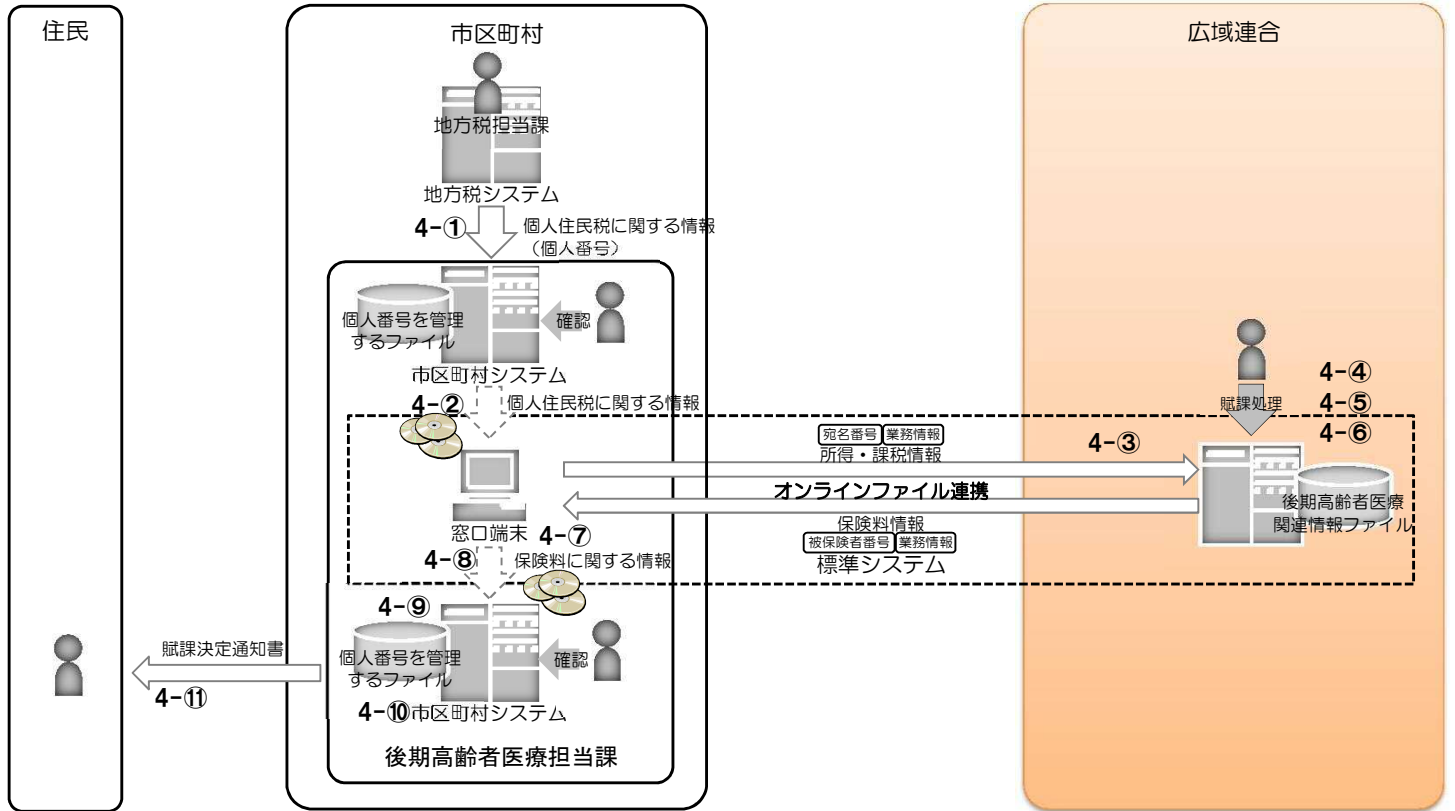 住民
市区町村
地方税担当課
地方税システム
4-①
個人住民税に関する情報
（個人番号）
個人番号を管理
するファイル
確認
市区町村システム
4-②
個人住民税に関する情報
窓口端末
4-⑦
4-⑧
保険料に関する情報
4-⑨
個人番号を管理
するファイル
確認
4-⑩市区町村システム
後期高齢者医療担当課
賦課決定通知書
4-⑪
宛名番号 業務情報
所得・課税情報
4-③
オンラインファイル連携
保険料情報
被保険者番号 業務情報
標準システム
広域連合
4-④
賦課処理
4-⑤
4-⑥
後期高齢者医療
関連情報ファイル